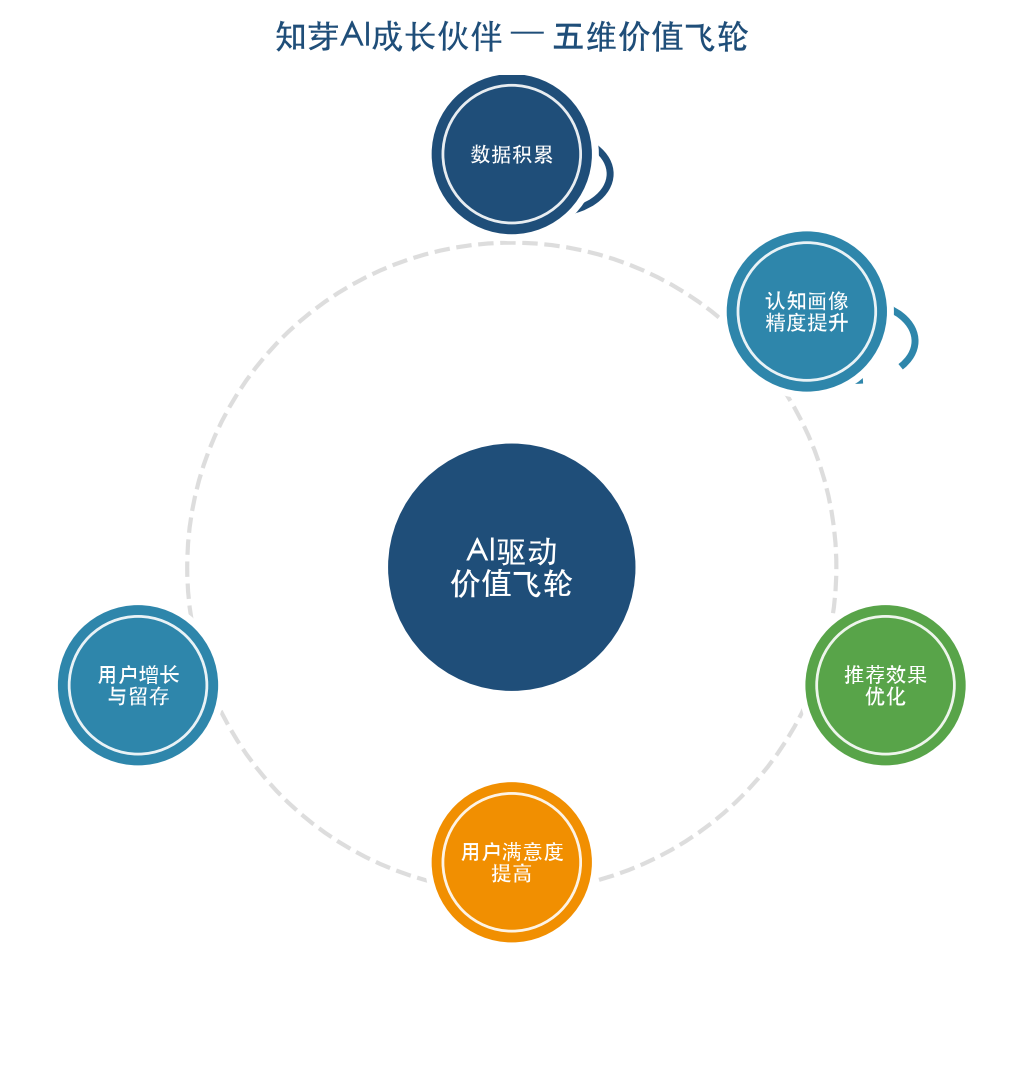 知芽AI成长伙伴 — 五维价值飞轮
数据积累
认知画像
精度提升
AI驱动
价值飞轮
用户增长
与留存
推荐效果
优化
用户满意度
提高